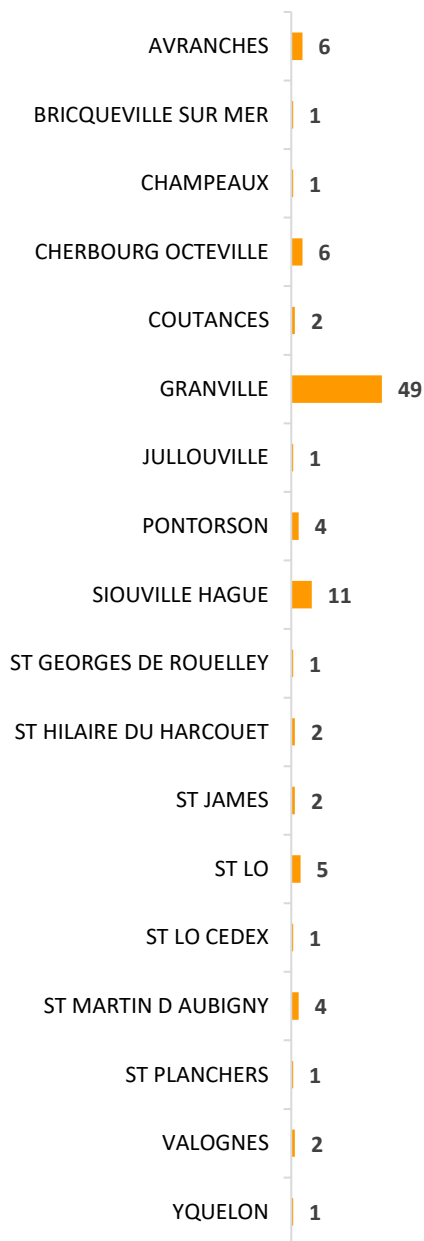 AVRANCHES 6
BRICQUEVILLE SUR MER 1
CHAMPEAUX 1
CHERBOURG OCTEVILLE 6
COUTANCES 2
GRANVILLE 49
JULLOUVILLE 1
PONTORSON 4
SIOUVILLE HAGUE 11
ST GEORGES DE ROUELLEY 1
ST HILAIRE DU HARCOUET 2
ST JAMES 2
ST LO 5
ST LO CEDEX 1
ST MARTIN D AUBIGNY 4
ST PLANCHERS 1
VALOGNES 2
YQUELON 1